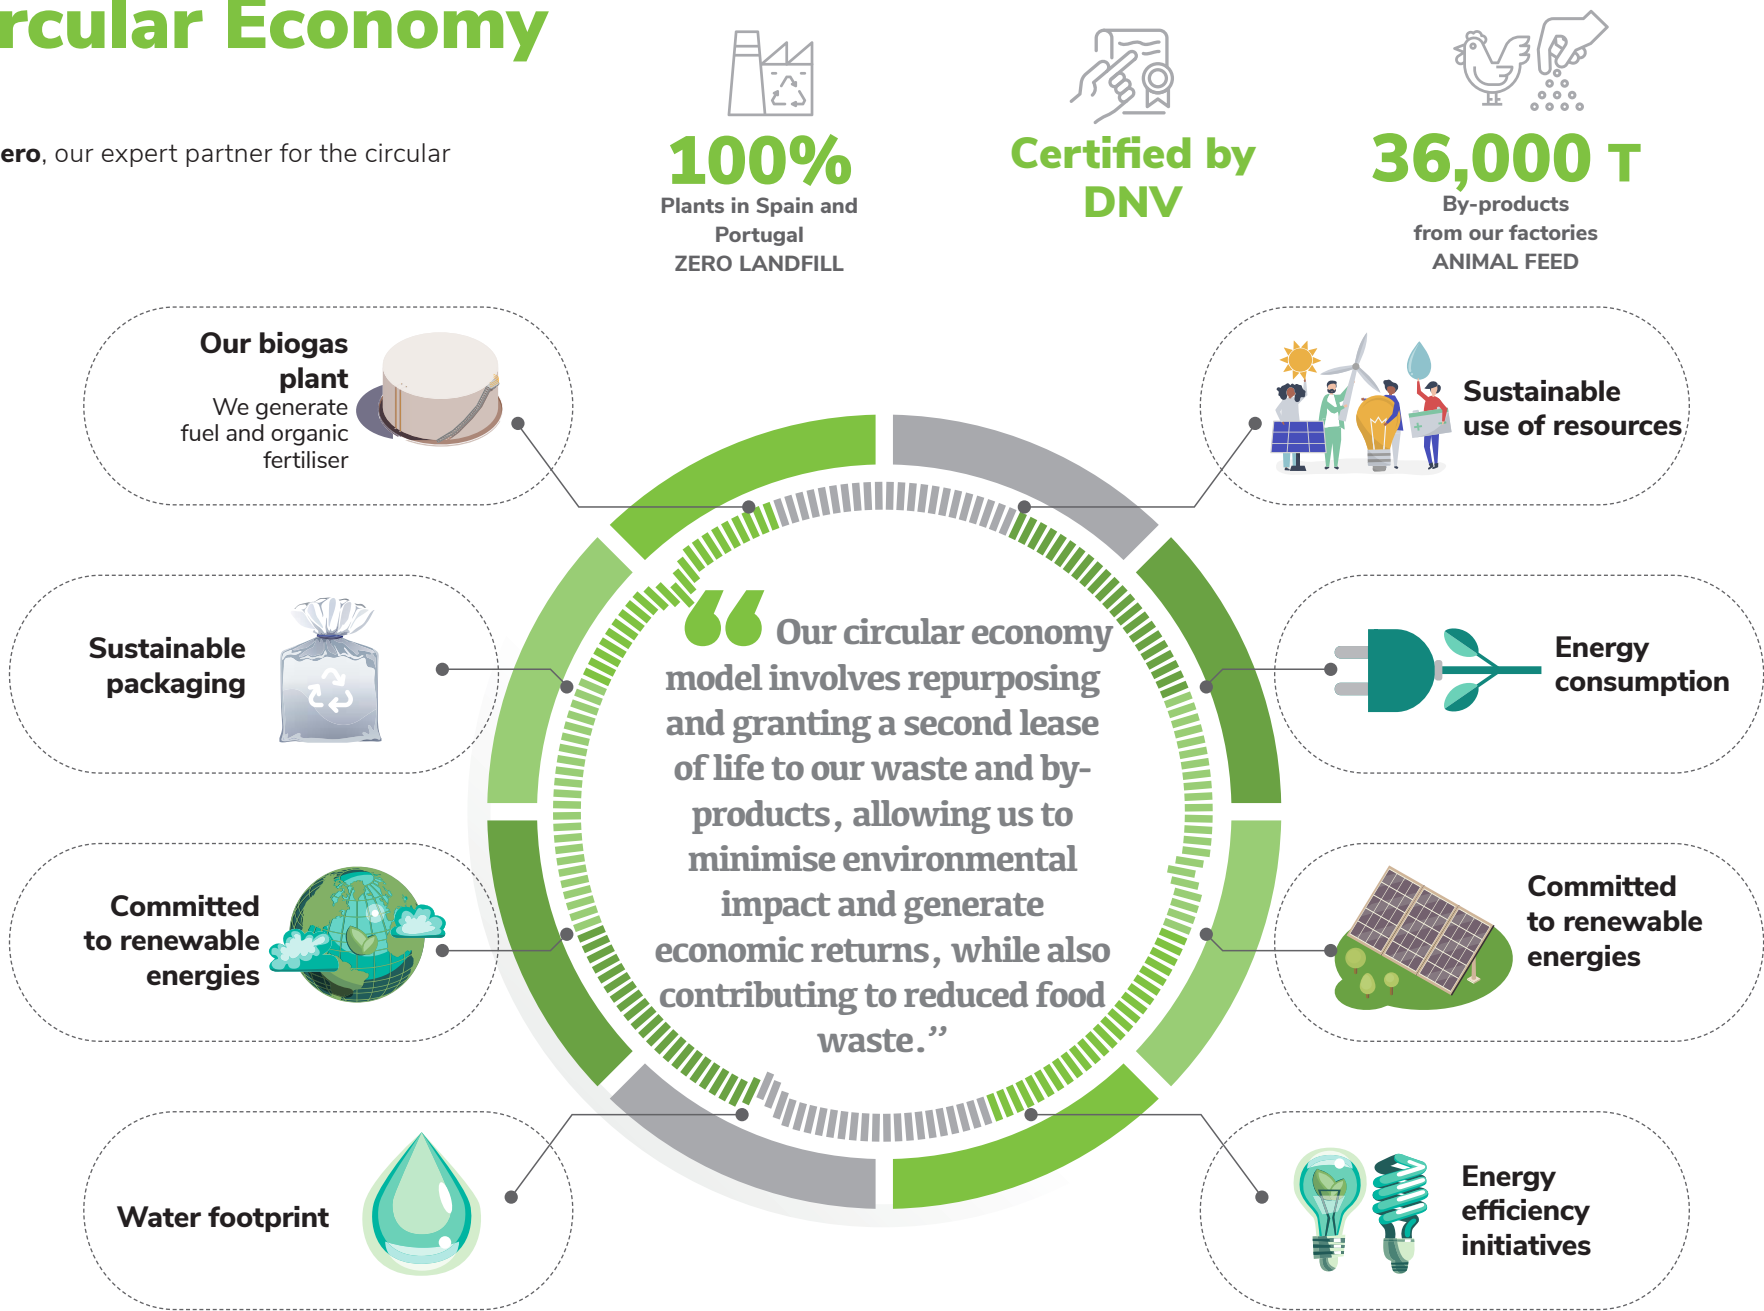 rcular Economy
ero, our expert partner for the circular
100%
Plants in Spain and
Portugal
ZERO LANDFILL
Certified by
DNV
36,000 T
By-products
from our factories
ANIMAL FEED
Our biogas
plant
We generate
fuel and organic
fertiliser
Sustainable
packaging
Committed
to renewable
energies
Water footprint
“ Our circular economy
model involves repurposing
and granting a second lease
of life to our waste and by-
products, allowing us to
minimise environmental
impact and generate
economic returns, while also
contributing to reduced food
waste.”
Sustainable
use of resources
Energy
consumption
Committed
to renewable
energies
Energy
efficiency
initiatives